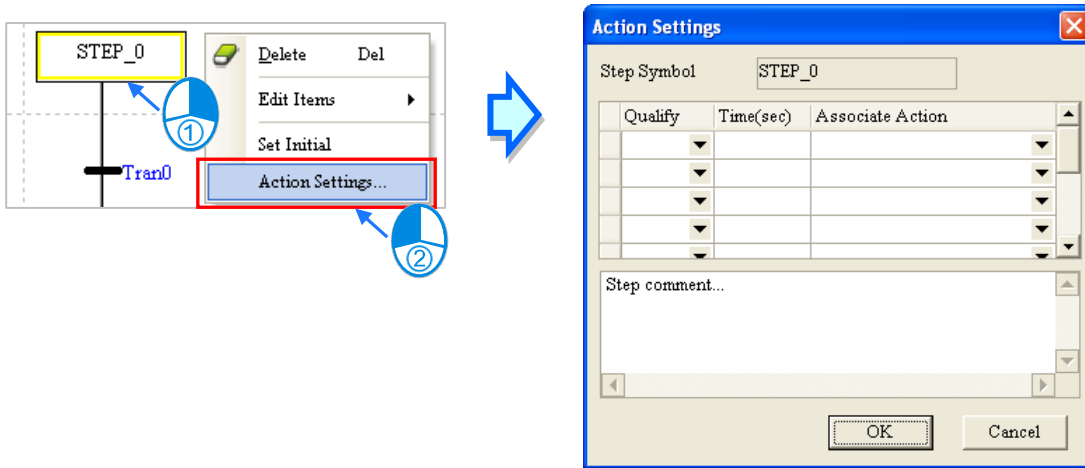 STEP_0
Delete Del
Edit Items
Set Initial
Action Settings...
Tran0
①
②
Action Settings
Step Symbol STEP_0
Qualify Time(sec) Associate Action
Step comment...
OK Cancel